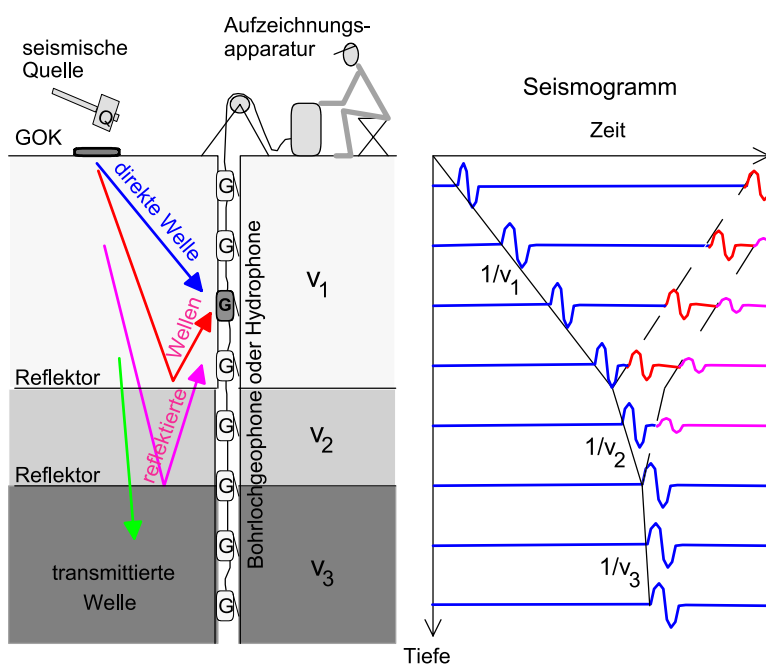 Aufzeichnungs-
apparatur
seismische
Quelle
Q
GOK
direkte Welle
Wellen
reflektierte
G
G
G
G
G
G
G
G
Bohrlochgeophone oder Hydrophone
v1
Reflektor
v2
Reflektor
v3
transmittierte
Welle
Seismogramm
Zeit
1/v1
1/v2
1/v3
Tiefe